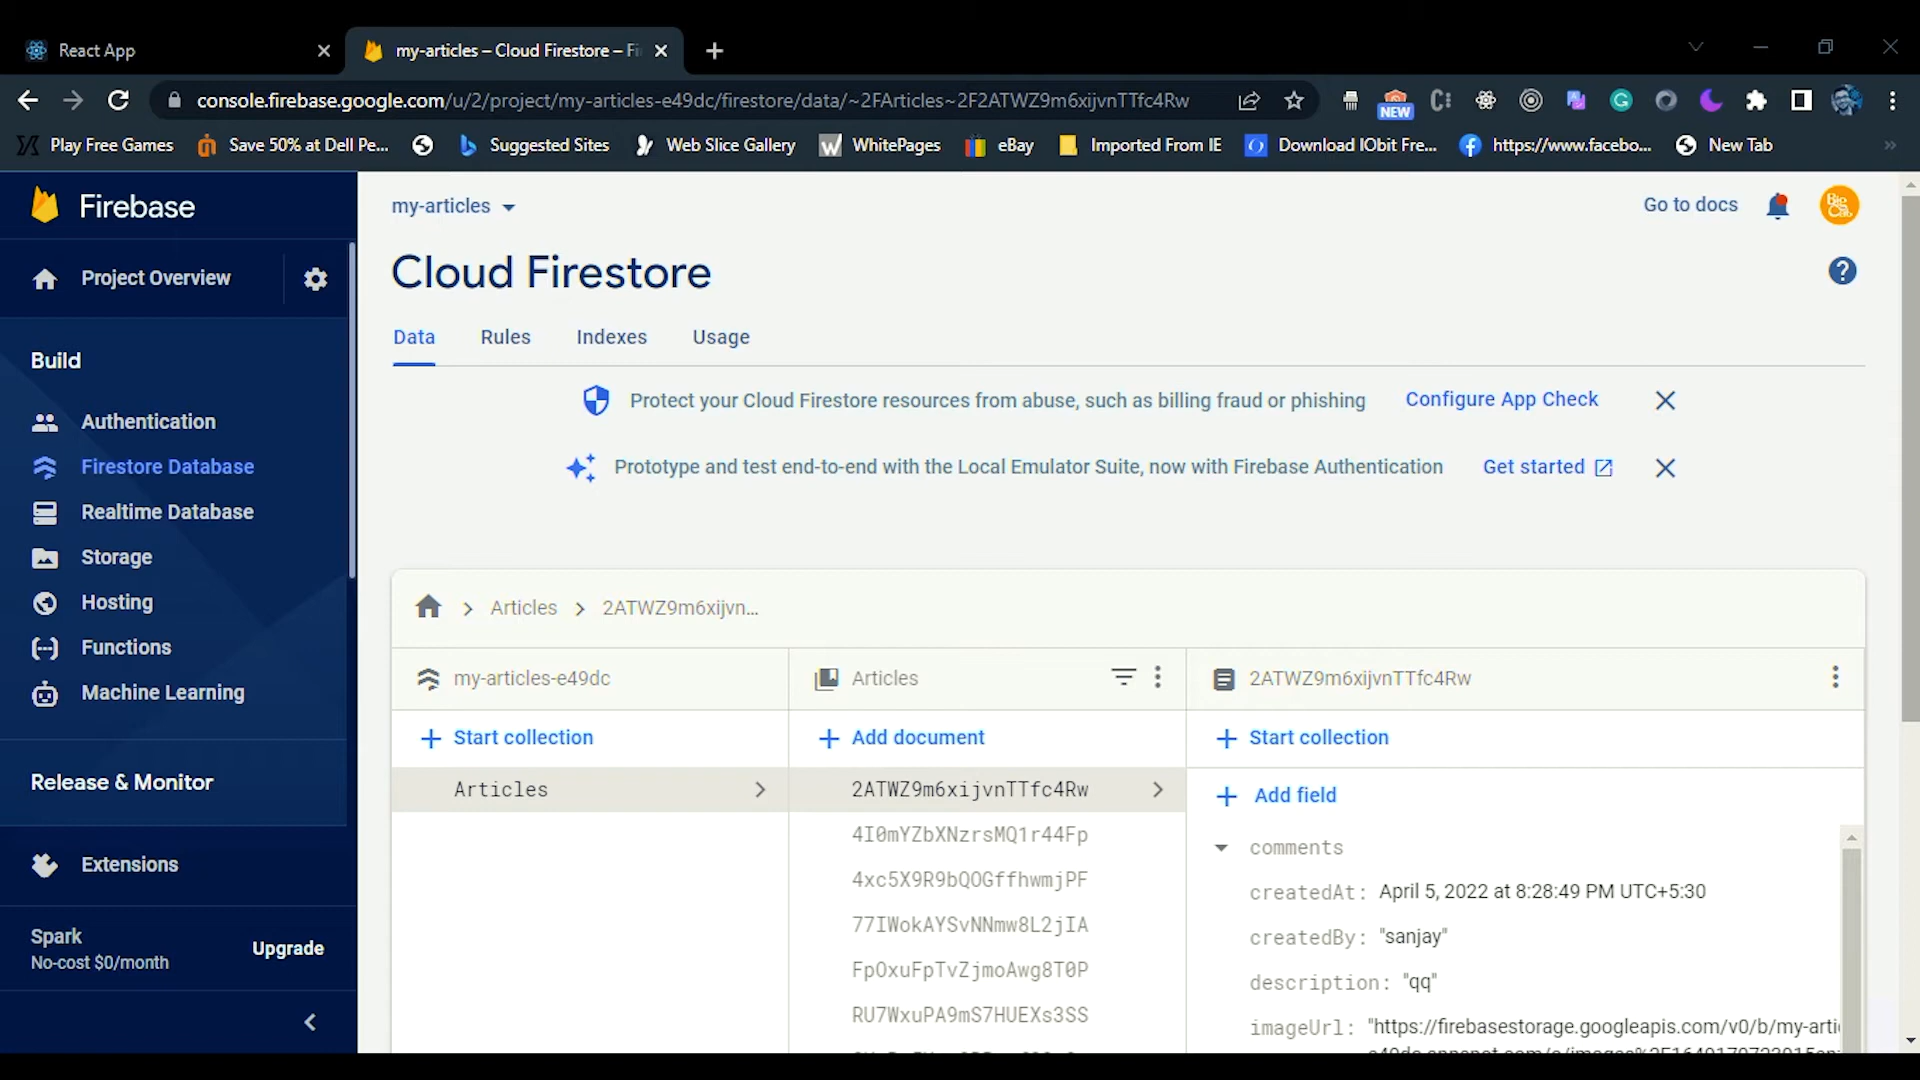 React App
my-articles – Cloud Firestore – Fi
console.firebase.google.com/u/2/project/my-articles-e49dc/firestore/data/~2FArticles~2F2ATWZ9m6xijvnTTfc4Rw
NEW
Play Free Games
Save 50% at Dell Pe...
Suggested Sites
Web Slice Gallery
WhitePages
eBay
Imported From IE
Download IObit Fre...
https://www.facebo...
New Tab
Firebase
my-articles
Go to docs
Project Overview
Cloud Firestore
Data
Rules
Indexes
Usage
Build
Protect your Cloud Firestore resources from abuse, such as billing fraud or phishing
Configure App Check
Authentication
Firestore Database
Prototype and test end-to-end with the Local Emulator Suite, now with Firebase Authentication
Get started
Realtime Database
Storage
Hosting
Functions
Machine Learning
Articles
2ATWZ9m6xijvn...
my-articles-e49dc
Articles
2ATWZ9m6xijvnTTfc4Rw
Start collection
Add document
Start collection
Release & Monitor
Articles
2ATWZ9m6xijvnTTfc4Rw
Add field
4I0mYZbXNzrsMQ1r44Fp
comments
Extensions
4xc5X9R9bQOGffhwmjPF
createdAt: April 5, 2022 at 8:28:49 PM UTC+5:30
77IWokAYSvNNmw8L2jIA
createdBy: "sanjay"
Spark
No-cost $0/month
Upgrade
FpOxuFpTvZjmoAwg8T0P
description: "qq"
RU7WxuPA9mS7HUEXs3SS
imageUrl: "https://firebasestorage.googleapis.com/v0/b/my-arti